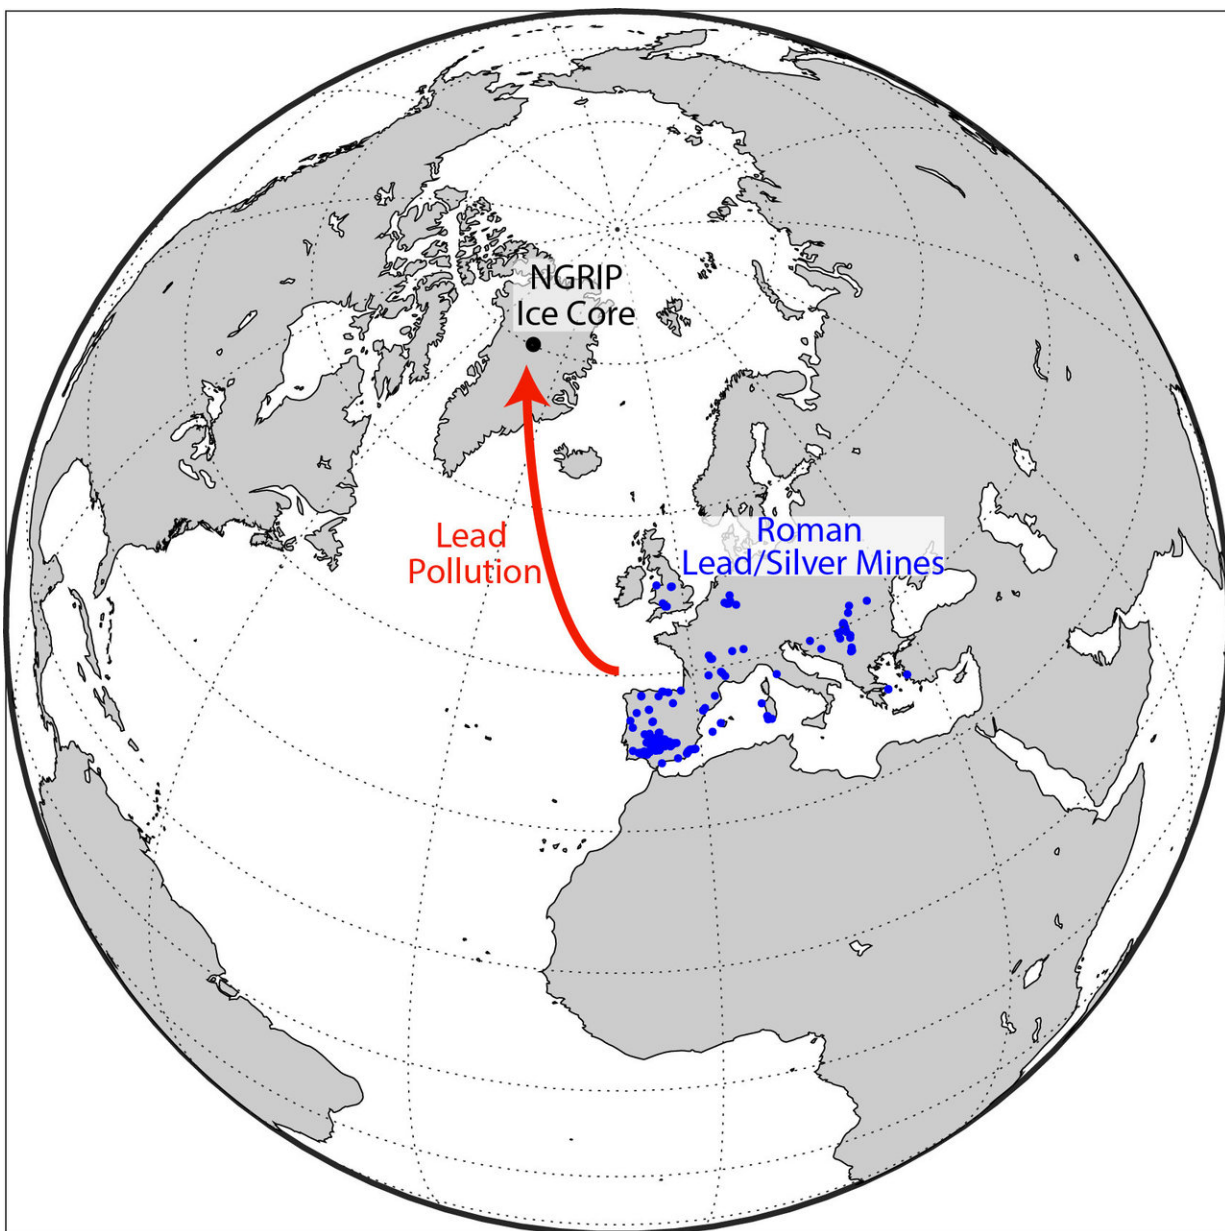 NGRIP
Ice Core
Lead
Pollution
Roman
Lead/Silver Mines